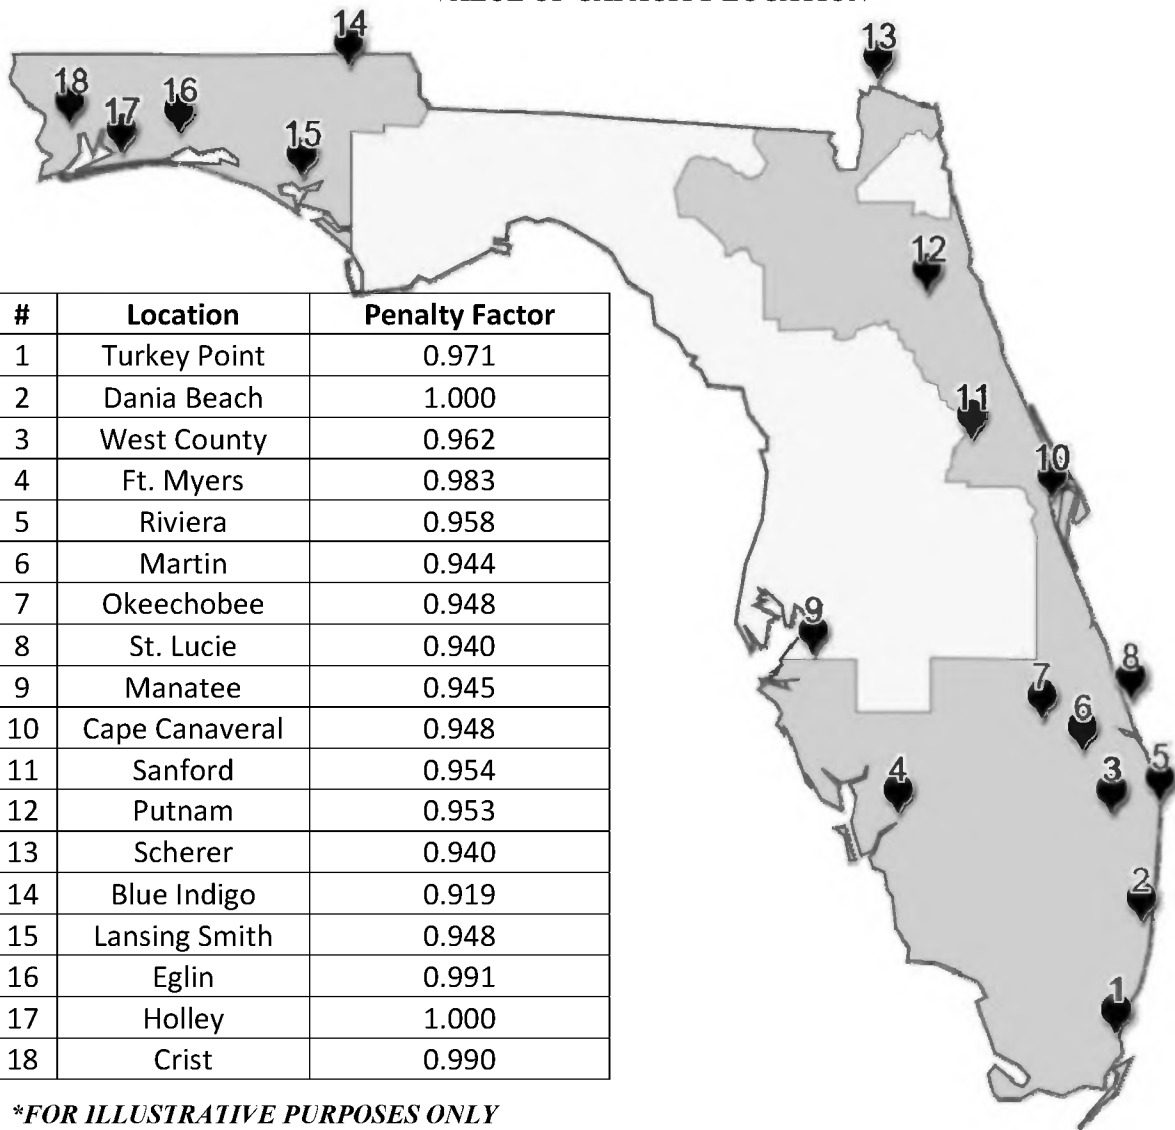 14
13
18
16
17
15
12
# Location Penalty Factor
1 Turkey Point 0.971
2 Dania Beach 1.000
3 West County 0.962
4 Ft. Myers 0.983
5 Riviera 0.958
6 Martin 0.944
7 Okeechobee 0.948
8 St. Lucie 0.940
9 Manatee 0.945
10 Cape Canaveral 0.948
11 Sanford 0.954
12 Putnam 0.953
13 Scherer 0.940
14 Blue Indigo 0.919
15 Lansing Smith 0.948
16 Eglin 0.991
17 Holley 1.000
18 Crist 0.990
11
10
9
8
7
6
5
4
3
2
1
*FOR ILLUSTRATIVE PURPOSES ONLY